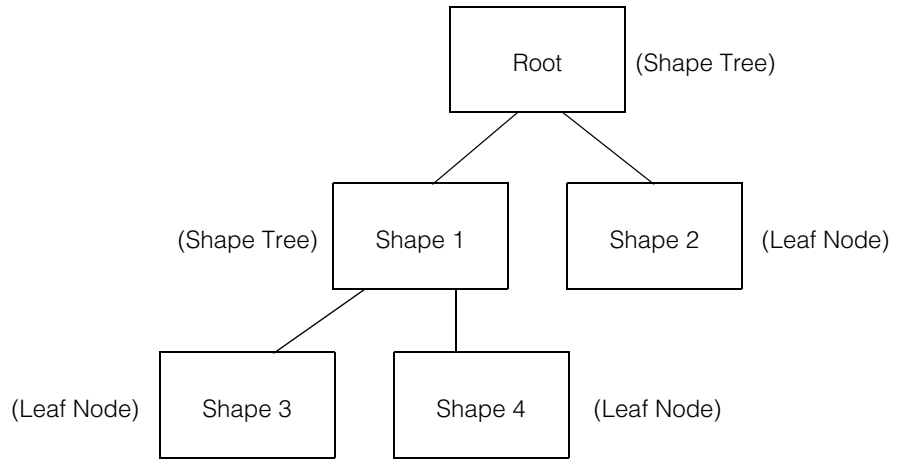 Root
(Shape Tree)
(Shape Tree)
Shape 1
Shape 2
(Leaf Node)
(Leaf Node)
Shape 3
Shape 4
(Leaf Node)